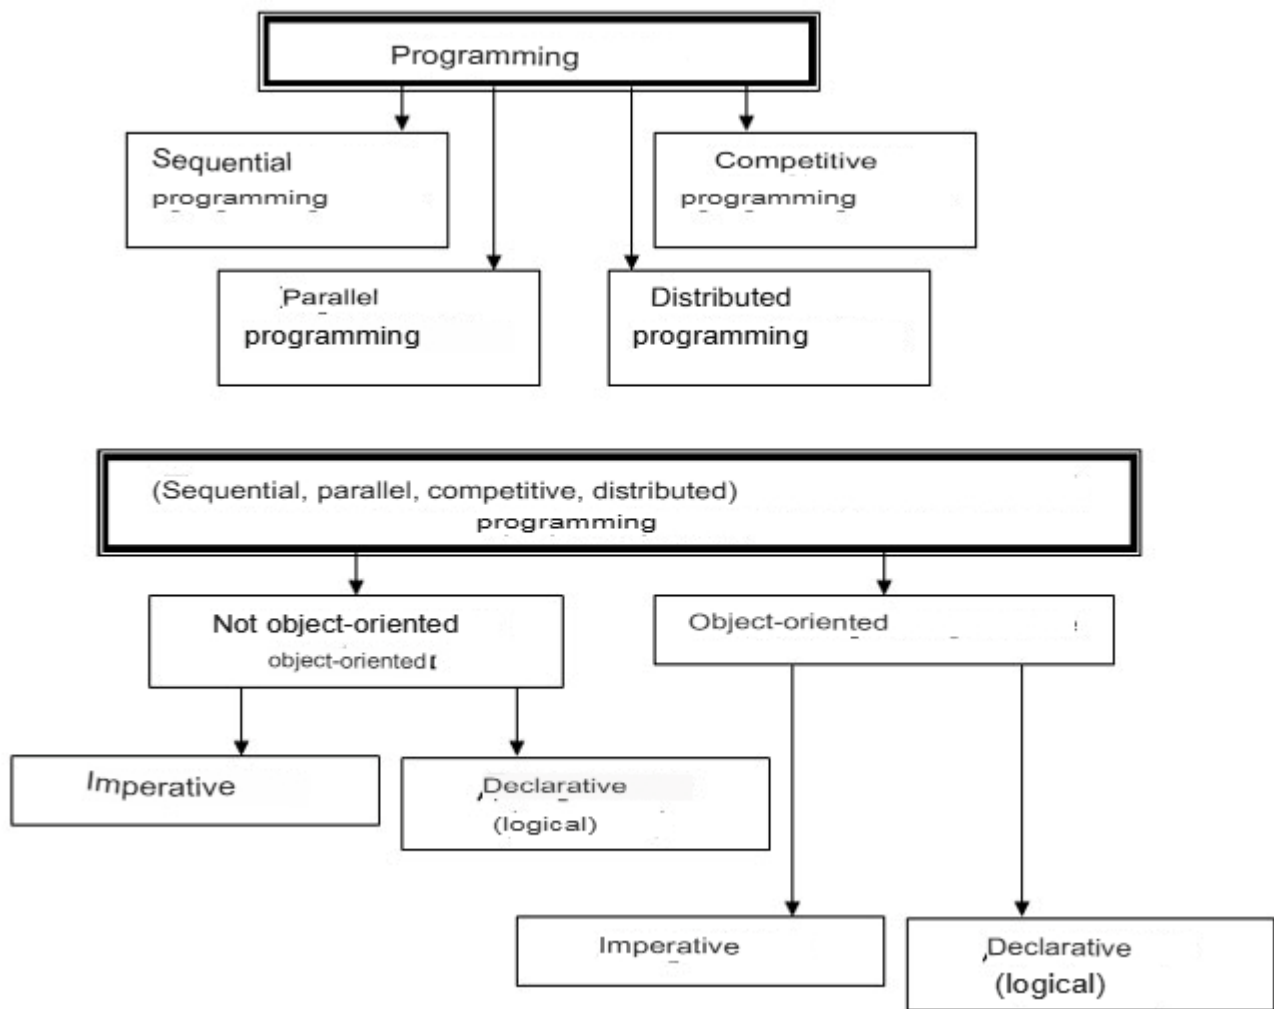 Programming
Sequential
programming
Competitive
programming
Parallel
programming
Distributed
programming
(Sequential, parallel, competitive, distributed)
programming
Not object-oriented
object-oriented
Object-oriented
Imperative
Declarative
(logical)
Imperative
Declarative
(logical)